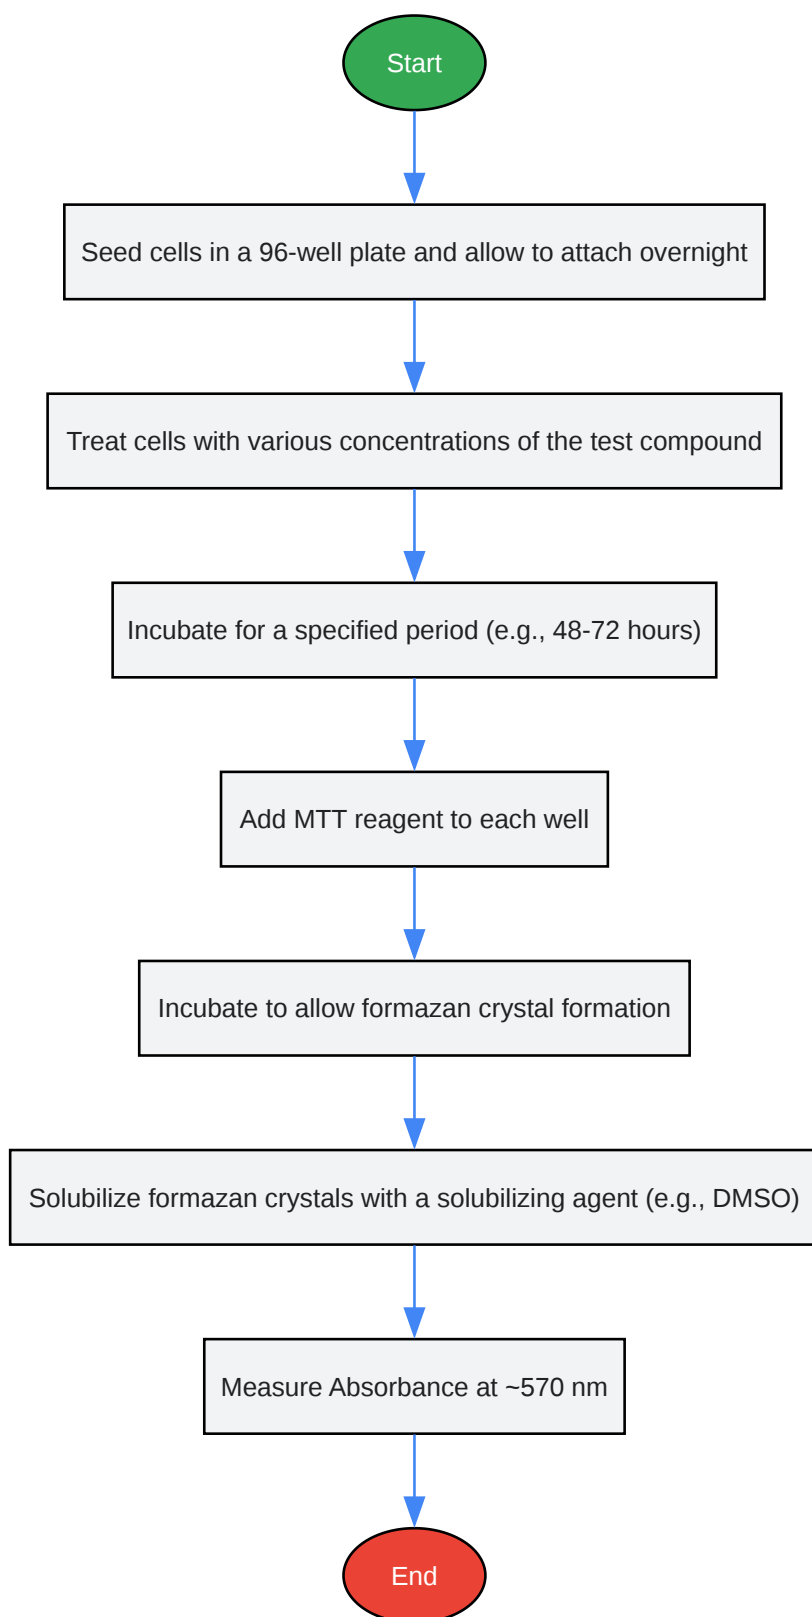 Start
Seed cells in a 96-well plate and allow to attach overnight
Treat cells with various concentrations of the test compound
Incubate for a specified period (e.g., 48-72 hours)
Add MTT reagent to each well
Incubate to allow formazan crystal formation
Solubilize formazan crystals with a solubilizing agent (e.g., DMSO)
Measure Absorbance at ~570 nm
End